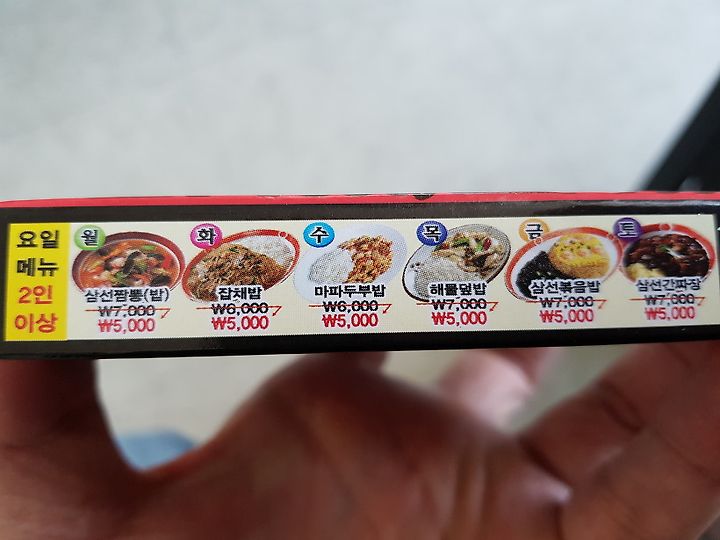 요일
메뉴
2인
이상
월
삼선짬뽕(밥)
₩7,000
₩5,000
화
잡채밥
₩6,000
₩5,000
수
마파두부밥
₩6,000
₩5,000
목
해물덮밥
₩7,000
₩5,000
금
삼선볶음밥
₩7,000
₩5,000
토
삼선간짜장
₩7,000
₩5,000